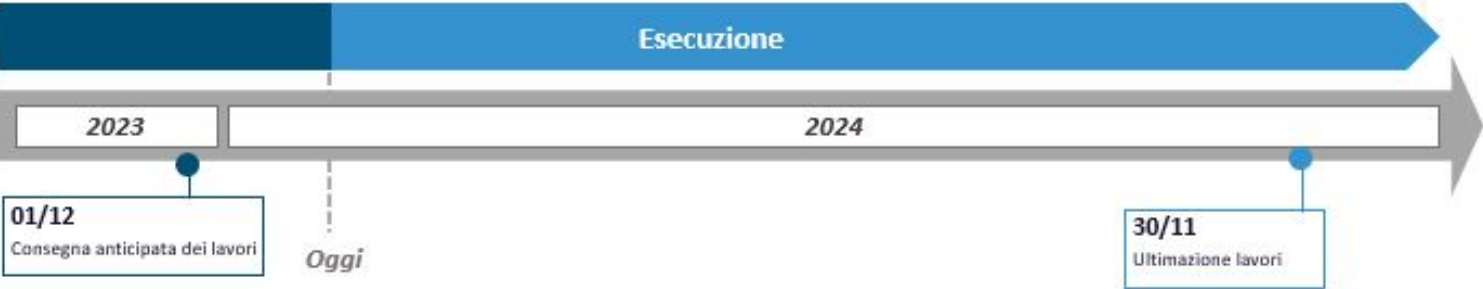 Esecuzione
2023
2024
01/12
Consegna anticipata dei lavori
Oggi
30/11
Ultimazione lavori